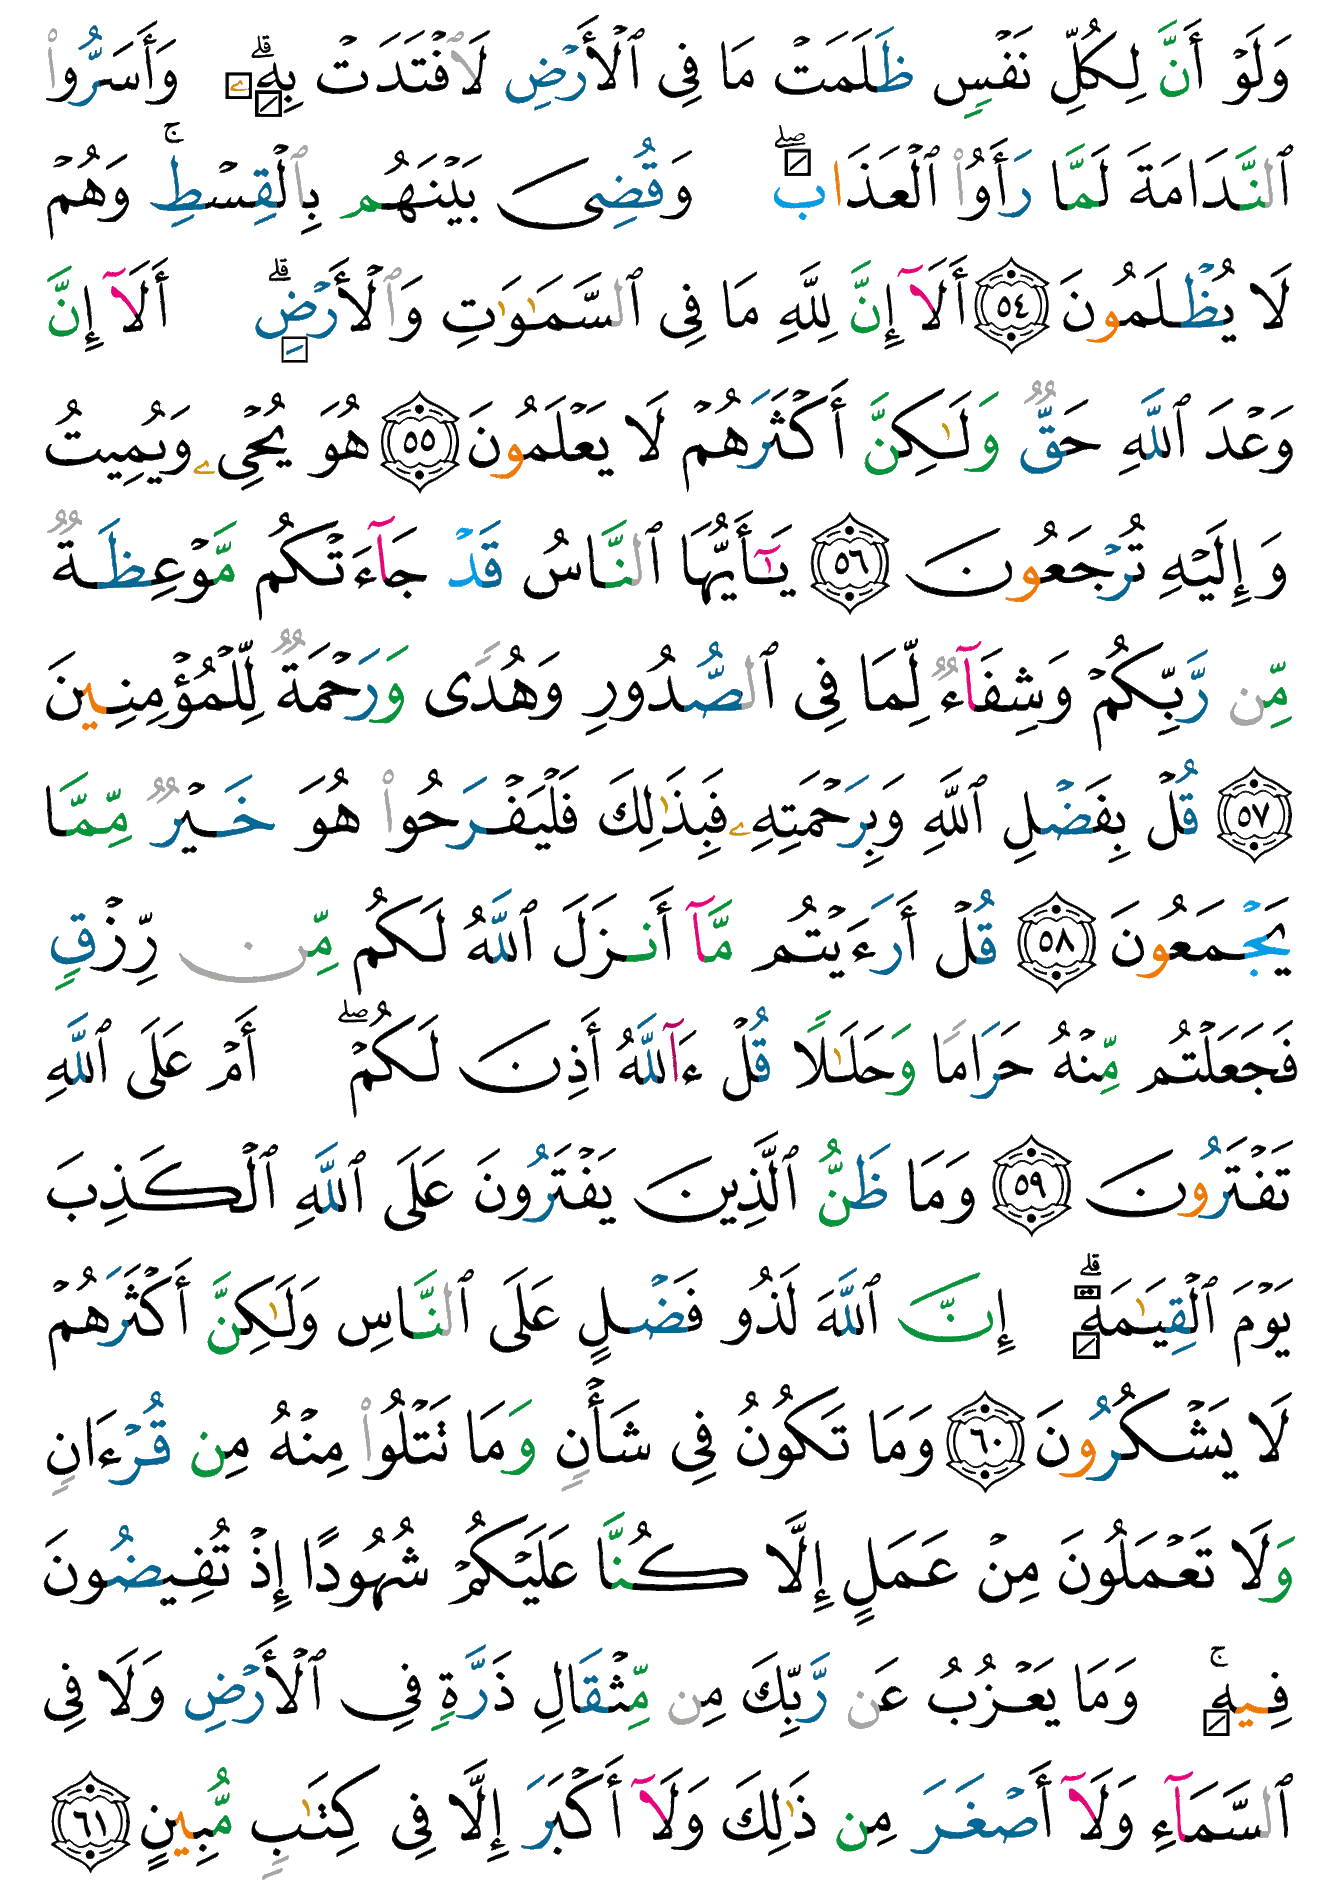 وَلَوْ أَنَّ لِكُلِّ نَفْسٍ ظَلَمَتْ مَا فِى ٱلْأَرْضِ لَٱفْتَدَتْ بِهِۦ ۗ وَأَسَرُّوا۟
ٱلنَّدَامَةَ لَمَّا رَأَوُا۟ ٱلْعَذَابَ ۖ وَقُضِىَ بَيْنَهُم بِٱلْقِسْطِ ۚ وَهُمْ
لَا يُظْلَمُونَ ٥٤ أَلَآ إِنَّ لِلَّهِ مَا فِى ٱلسَّمَـٰوَٰتِ وَٱلْأَرْضِ ۗ أَلَآ إِنَّ
وَعْدَ ٱللَّهِ حَقٌّ وَلَـٰكِنَّ أَكْثَرَهُمْ لَا يَعْلَمُونَ ٥٥ هُوَ يُحْىِۦ وَيُمِيتُ
وَإِلَيْهِ تُرْجَعُونَ ٥٦ يَـٰٓأَيُّهَا ٱلنَّاسُ قَدْ جَآءَتْكُم مَّوْعِظَةٌ
مِّن رَّبِّكُمْ وَشِفَآءٌ لِّمَا فِى ٱلصُّدُورِ وَهُدًى وَرَحْمَةٌ لِّلْمُؤْمِنِينَ
٥٧ قُلْ بِفَضْلِ ٱللَّهِ وَبِرَحْمَتِهِۦ فَبِذَٰلِكَ فَلْيَفْرَحُوا۟ هُوَ خَيْرٌ مِّمَّا
يَجْمَعُونَ ٥٨ قُلْ أَرَءَيْتُم مَّآ أَنزَلَ ٱللَّهُ لَكُم مِّن رِّزْقٍ
فَجَعَلْتُم مِّنْهُ حَرَامًا وَحَلَـٰلًا قُلْ ءَآللَّهُ أَذِنَ لَكُمْ ۖ أَمْ عَلَى ٱللَّهِ
تَفْتَرُونَ ٥٩ وَمَا ظَنُّ ٱلَّذِينَ يَفْتَرُونَ عَلَى ٱللَّهِ ٱلْكَذِبَ
يَوْمَ ٱلْقِيَـٰمَةِ ۗ إِنَّ ٱللَّهَ لَذُو فَضْلٍ عَلَى ٱلنَّاسِ وَلَـٰكِنَّ أَكْثَرَهُمْ
لَا يَشْكُرُونَ ٦٠ وَمَا تَكُونُ فِى شَأْنٍ وَمَا تَتْلُوا۟ مِنْهُ مِن قُرْءَانٍ
وَلَا تَعْمَلُونَ مِنْ عَمَلٍ إِلَّا كُنَّا عَلَيْكُمْ شُهُودًا إِذْ تُفِيضُونَ
فِيهِ ۚ وَمَا يَعْزُبُ عَن رَّبِّكَ مِن مِّثْقَالِ ذَرَّةٍ فِى ٱلْأَرْضِ وَلَا فِى
ٱلسَّمَآءِ وَلَآ أَصْغَرَ مِن ذَٰلِكَ وَلَآ أَكْبَرَ إِلَّا فِى كِتَـٰبٍ مُّبِينٍ ٦١